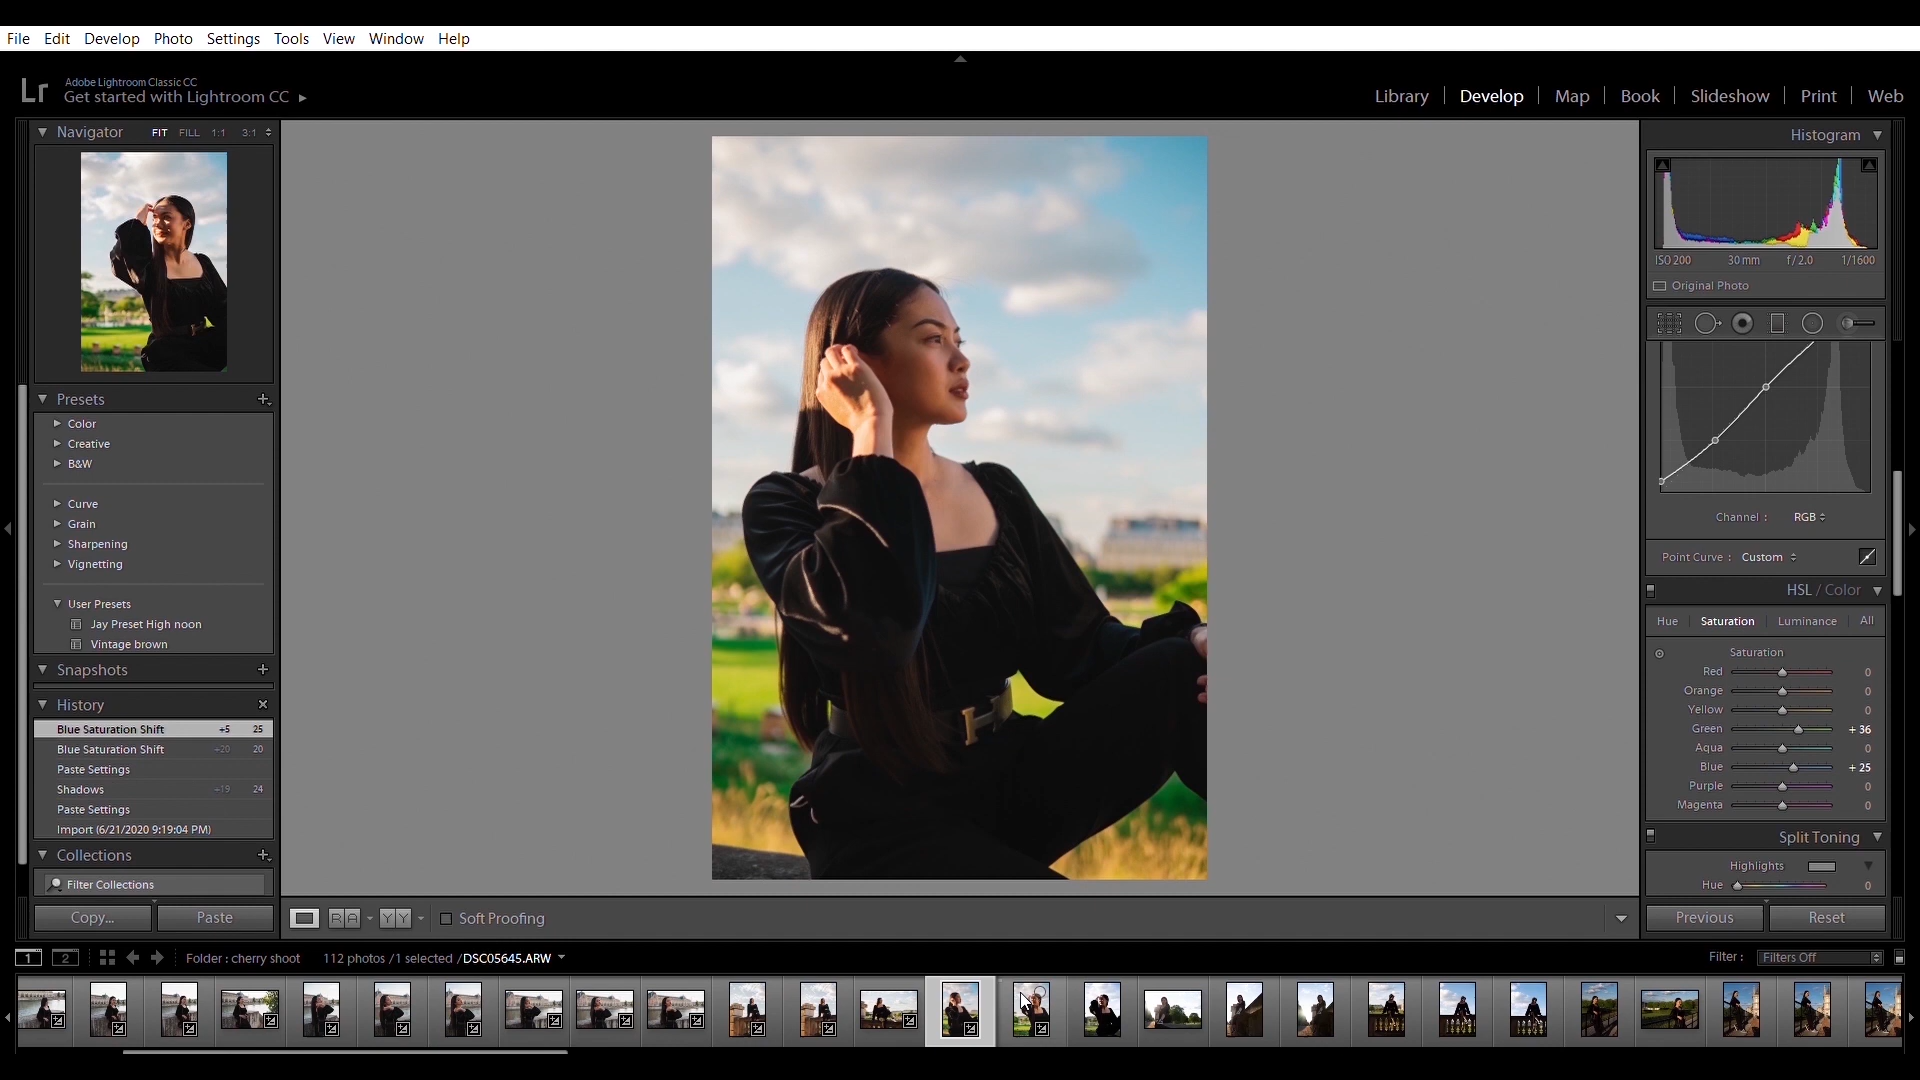 File Edit Develop Photo Settings Tools View Window Help
Lr
Adobe Lightroom Classic CC
Get started with Lightroom CC
Library Develop Map Book Slideshow Print Web
Navigator FIT FILL 1:1 3:1
Presets
Color
Creative
B&W
Curve
Grain
Sharpening
Vignetting
User Presets
Jay Preset High noon
Vintage brown
Snapshots
History
Blue Saturation Shift +5 25
Blue Saturation Shift +20 20
Paste Settings
Shadows +19 24
Paste Settings
Import (6/21/2020 9:19:04 PM)
Collections
Filter Collections
Copy... Paste
RA YY Soft Proofing
Histogram
ISO 200 30 mm f / 2.0 1/1600
Original Photo
Channel : RGB
Point Curve : Custom
HSL / Color
Hue Saturation Luminance All
Saturation
Red 0
Orange 0
Yellow 0
Green + 36
Aqua 0
Blue + 25
Purple 0
Magenta 0
Split Toning
Highlights
Hue 0
Previous Reset
1 2 Folder : cherry shoot 112 photos / 1 selected / DSC05645.ARW Filter : Filters Off